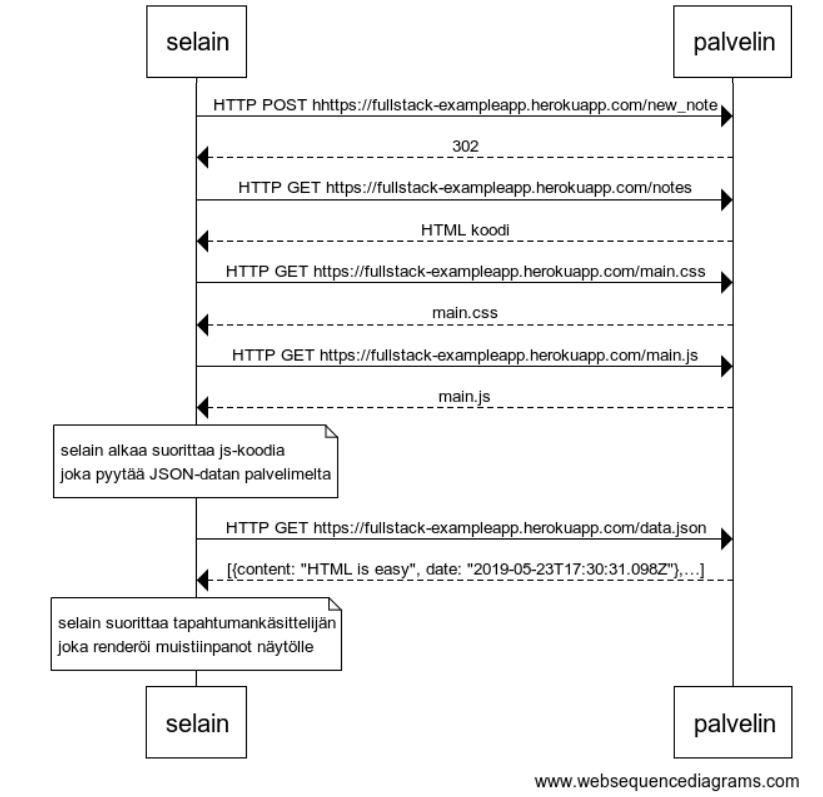 selain palvelin
HTTP POST hhttps://fullstack-exampleapp.herokuapp.com/new_note
302
HTTP GET https://fullstack-exampleapp.herokuapp.com/notes
HTML koodi
HTTP GET https://fullstack-exampleapp.herokuapp.com/main.css
main.css
HTTP GET https://fullstack-exampleapp.herokuapp.com/main.js
main.js
selain alkaa suorittaa js-koodia
joka pyytää JSON-datan palvelimelta
HTTP GET https://fullstack-exampleapp.herokuapp.com/data.json
[{content: "HTML is easy", date: "2019-05-23T17:30:31.098Z"},...]
selain suorittaa tapahtumankäsittelijän
joka renderöi muistiinpanot näytölle
selain palvelin
www.websequencediagrams.com